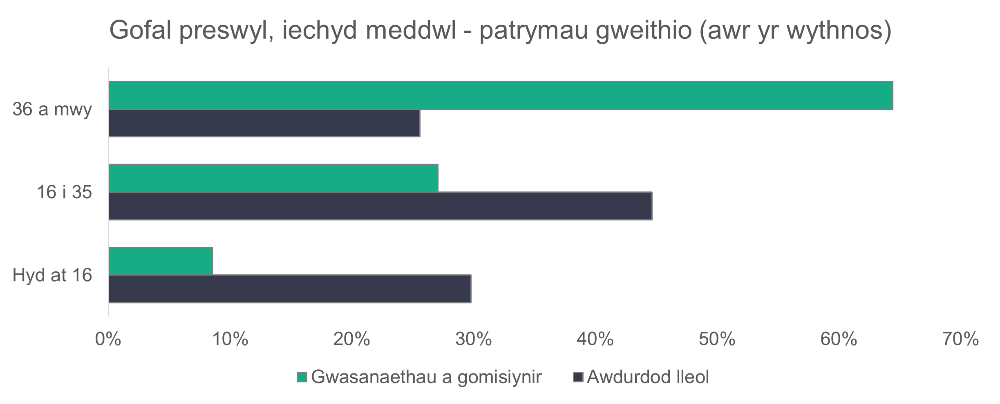 Gofal preswyl, iechyd meddwl - patrymau gweithio (awr yr wythnos)
36 a mwy
16 i 35
Hyd at 16
0% 10% 20% 30% 40% 50% 60% 70%
Gwasanaethau a gomisiynir Awdurdod lleol